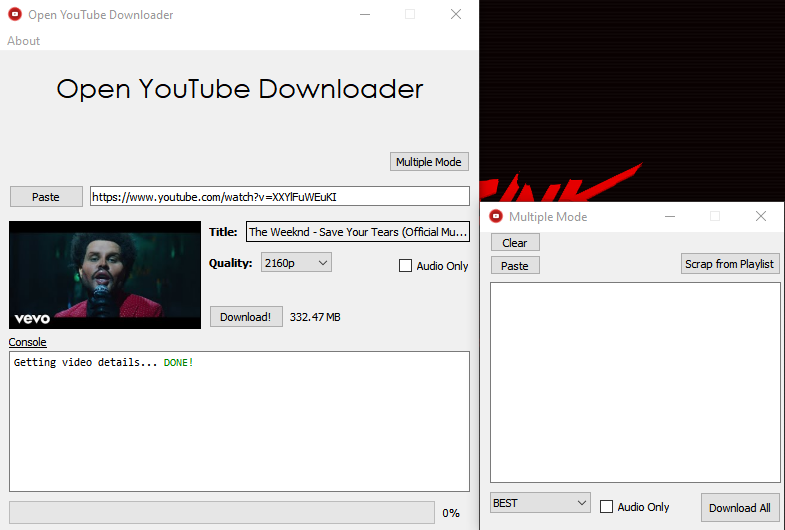 Open YouTube Downloader
About
Open YouTube Downloader
Multiple Mode
Paste
https://www.youtube.com/watch?v=XXYlFuWEuKI
Title:
The Weeknd - Save Your Tears (Official Mu...
Quality:
2160p
Audio Only
vevo
Download!
332.47 MB
Console
Getting video details... DONE!
0%
Multiple Mode
Clear
Paste
Scrap from Playlist
BEST
Audio Only
Download All